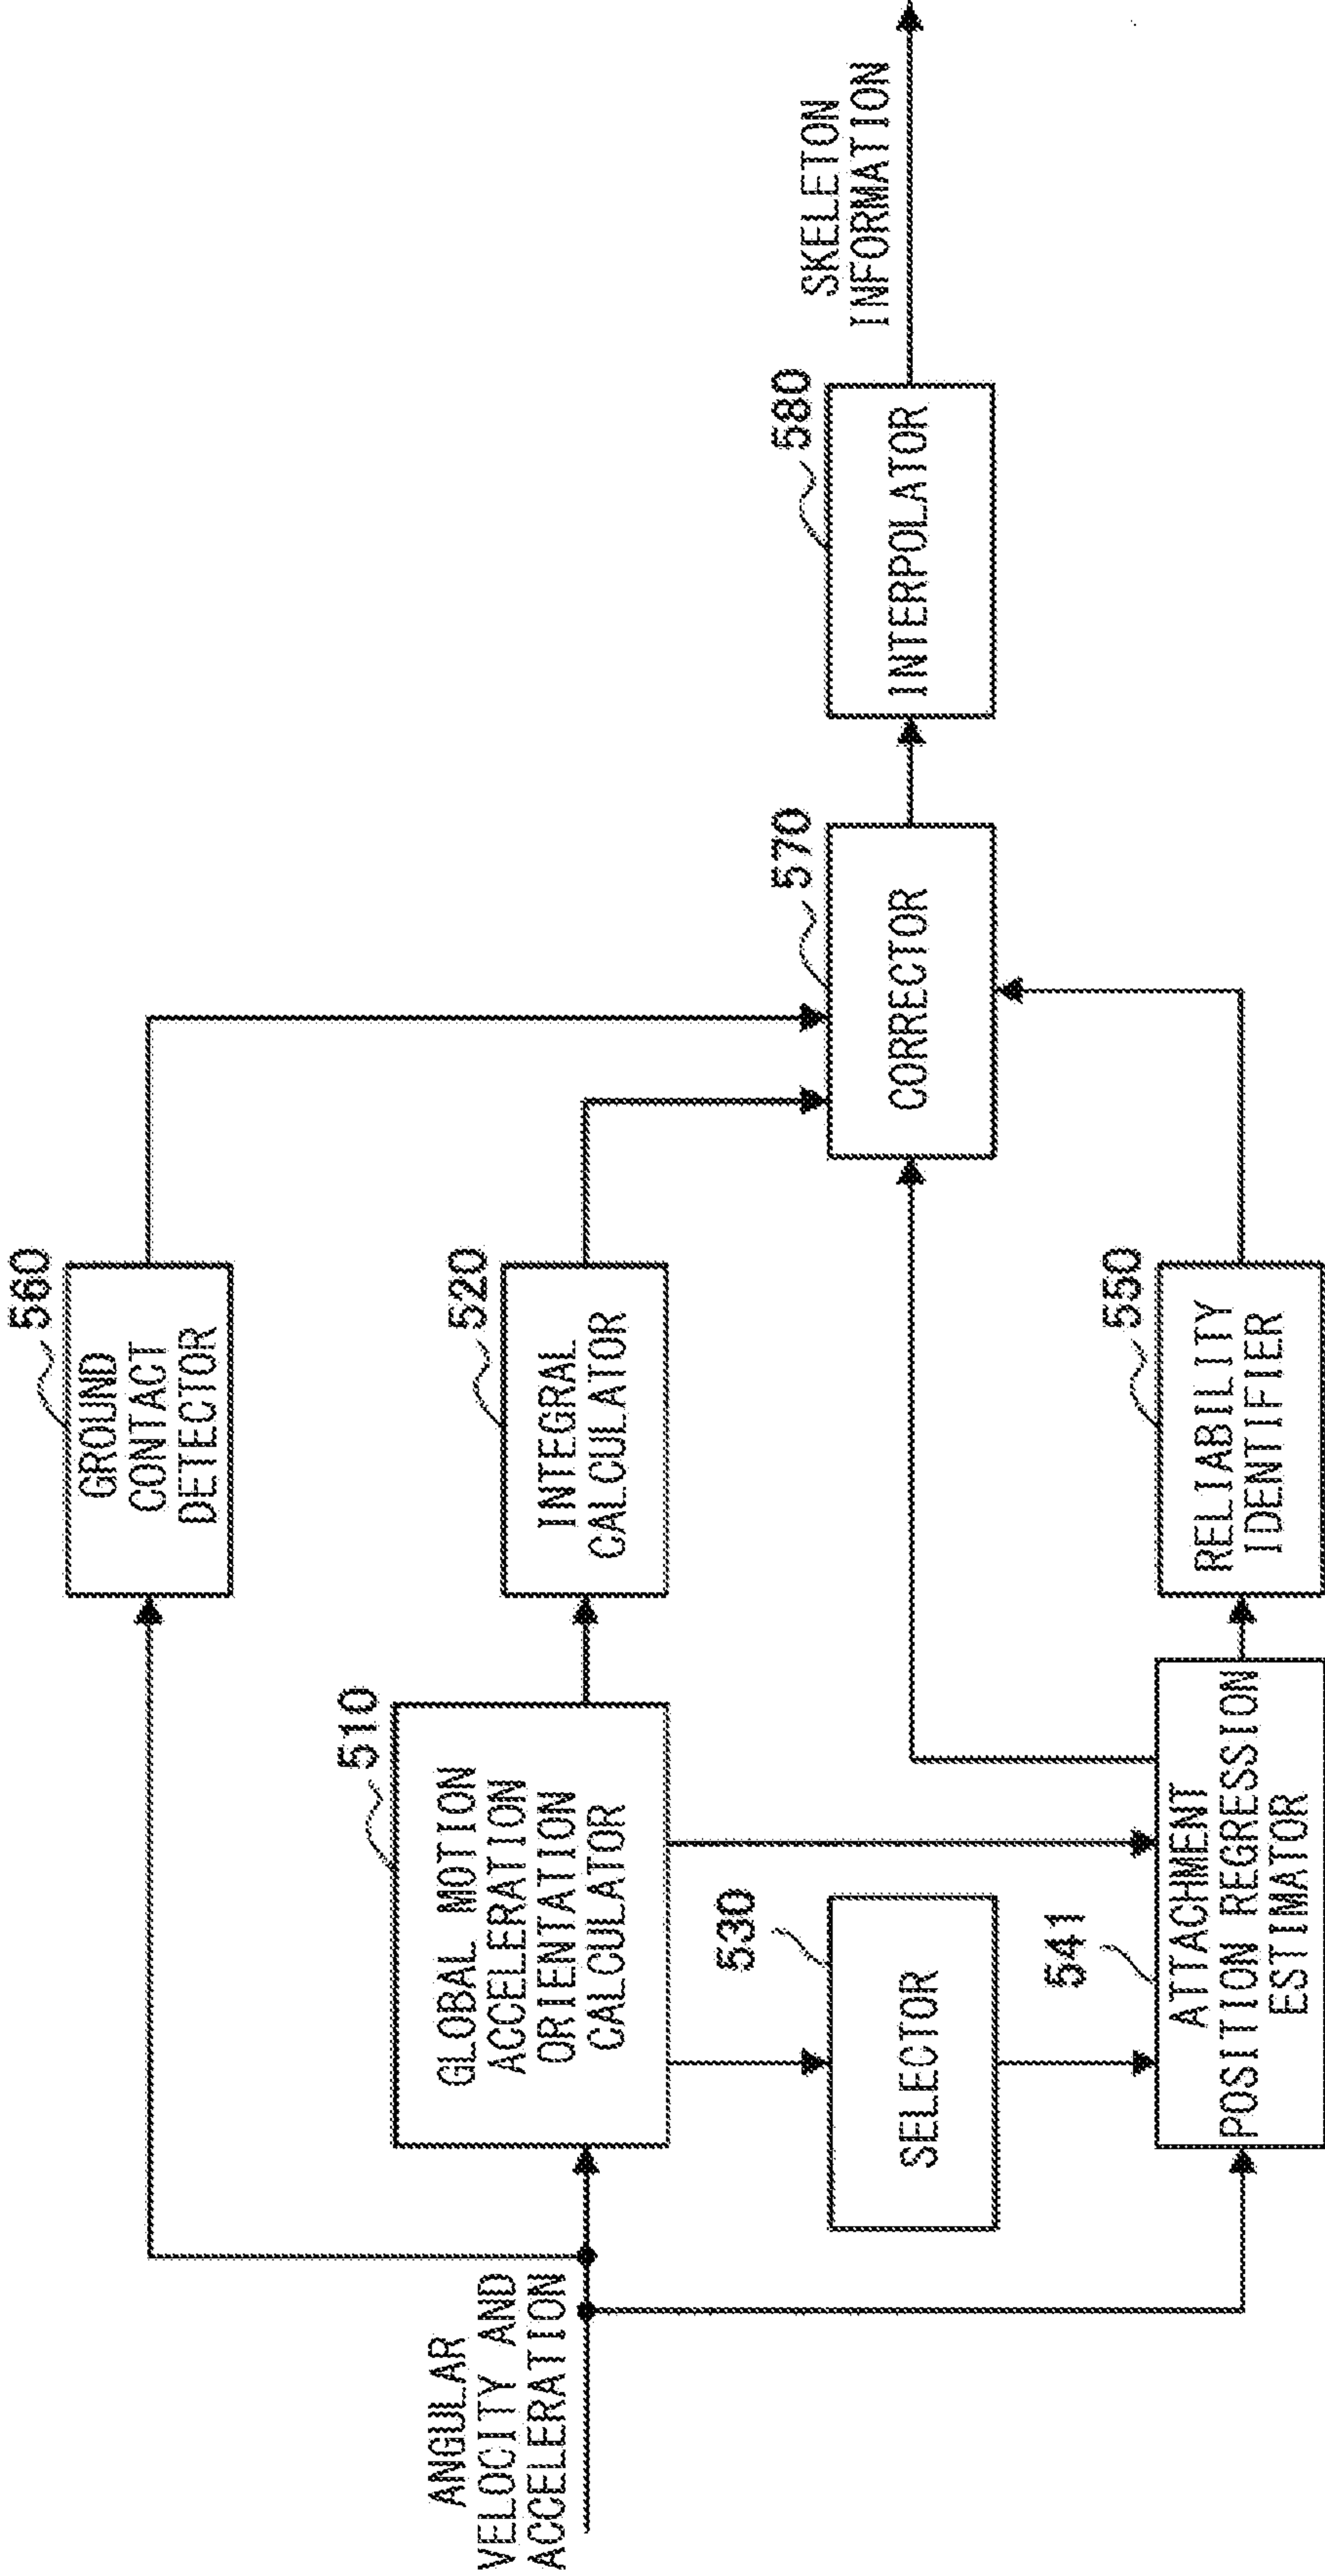 ANGULAR
VELOCITY AND
ACCELERATION
560
GROUND
CONTACT
DETECTOR
510
GLOBAL MOTION
ACCELERATION
ORIENTATION
CALCULATOR
520
INTEGRAL
CALCULATOR
530
SELECTOR
541
ATTACHMENT
POSITION REGRESSION
ESTIMATOR
550
RELIABILITY
IDENTIFIER
570
CORRECTOR
580
INTERPOLATOR
SKELETON
INFORMATION